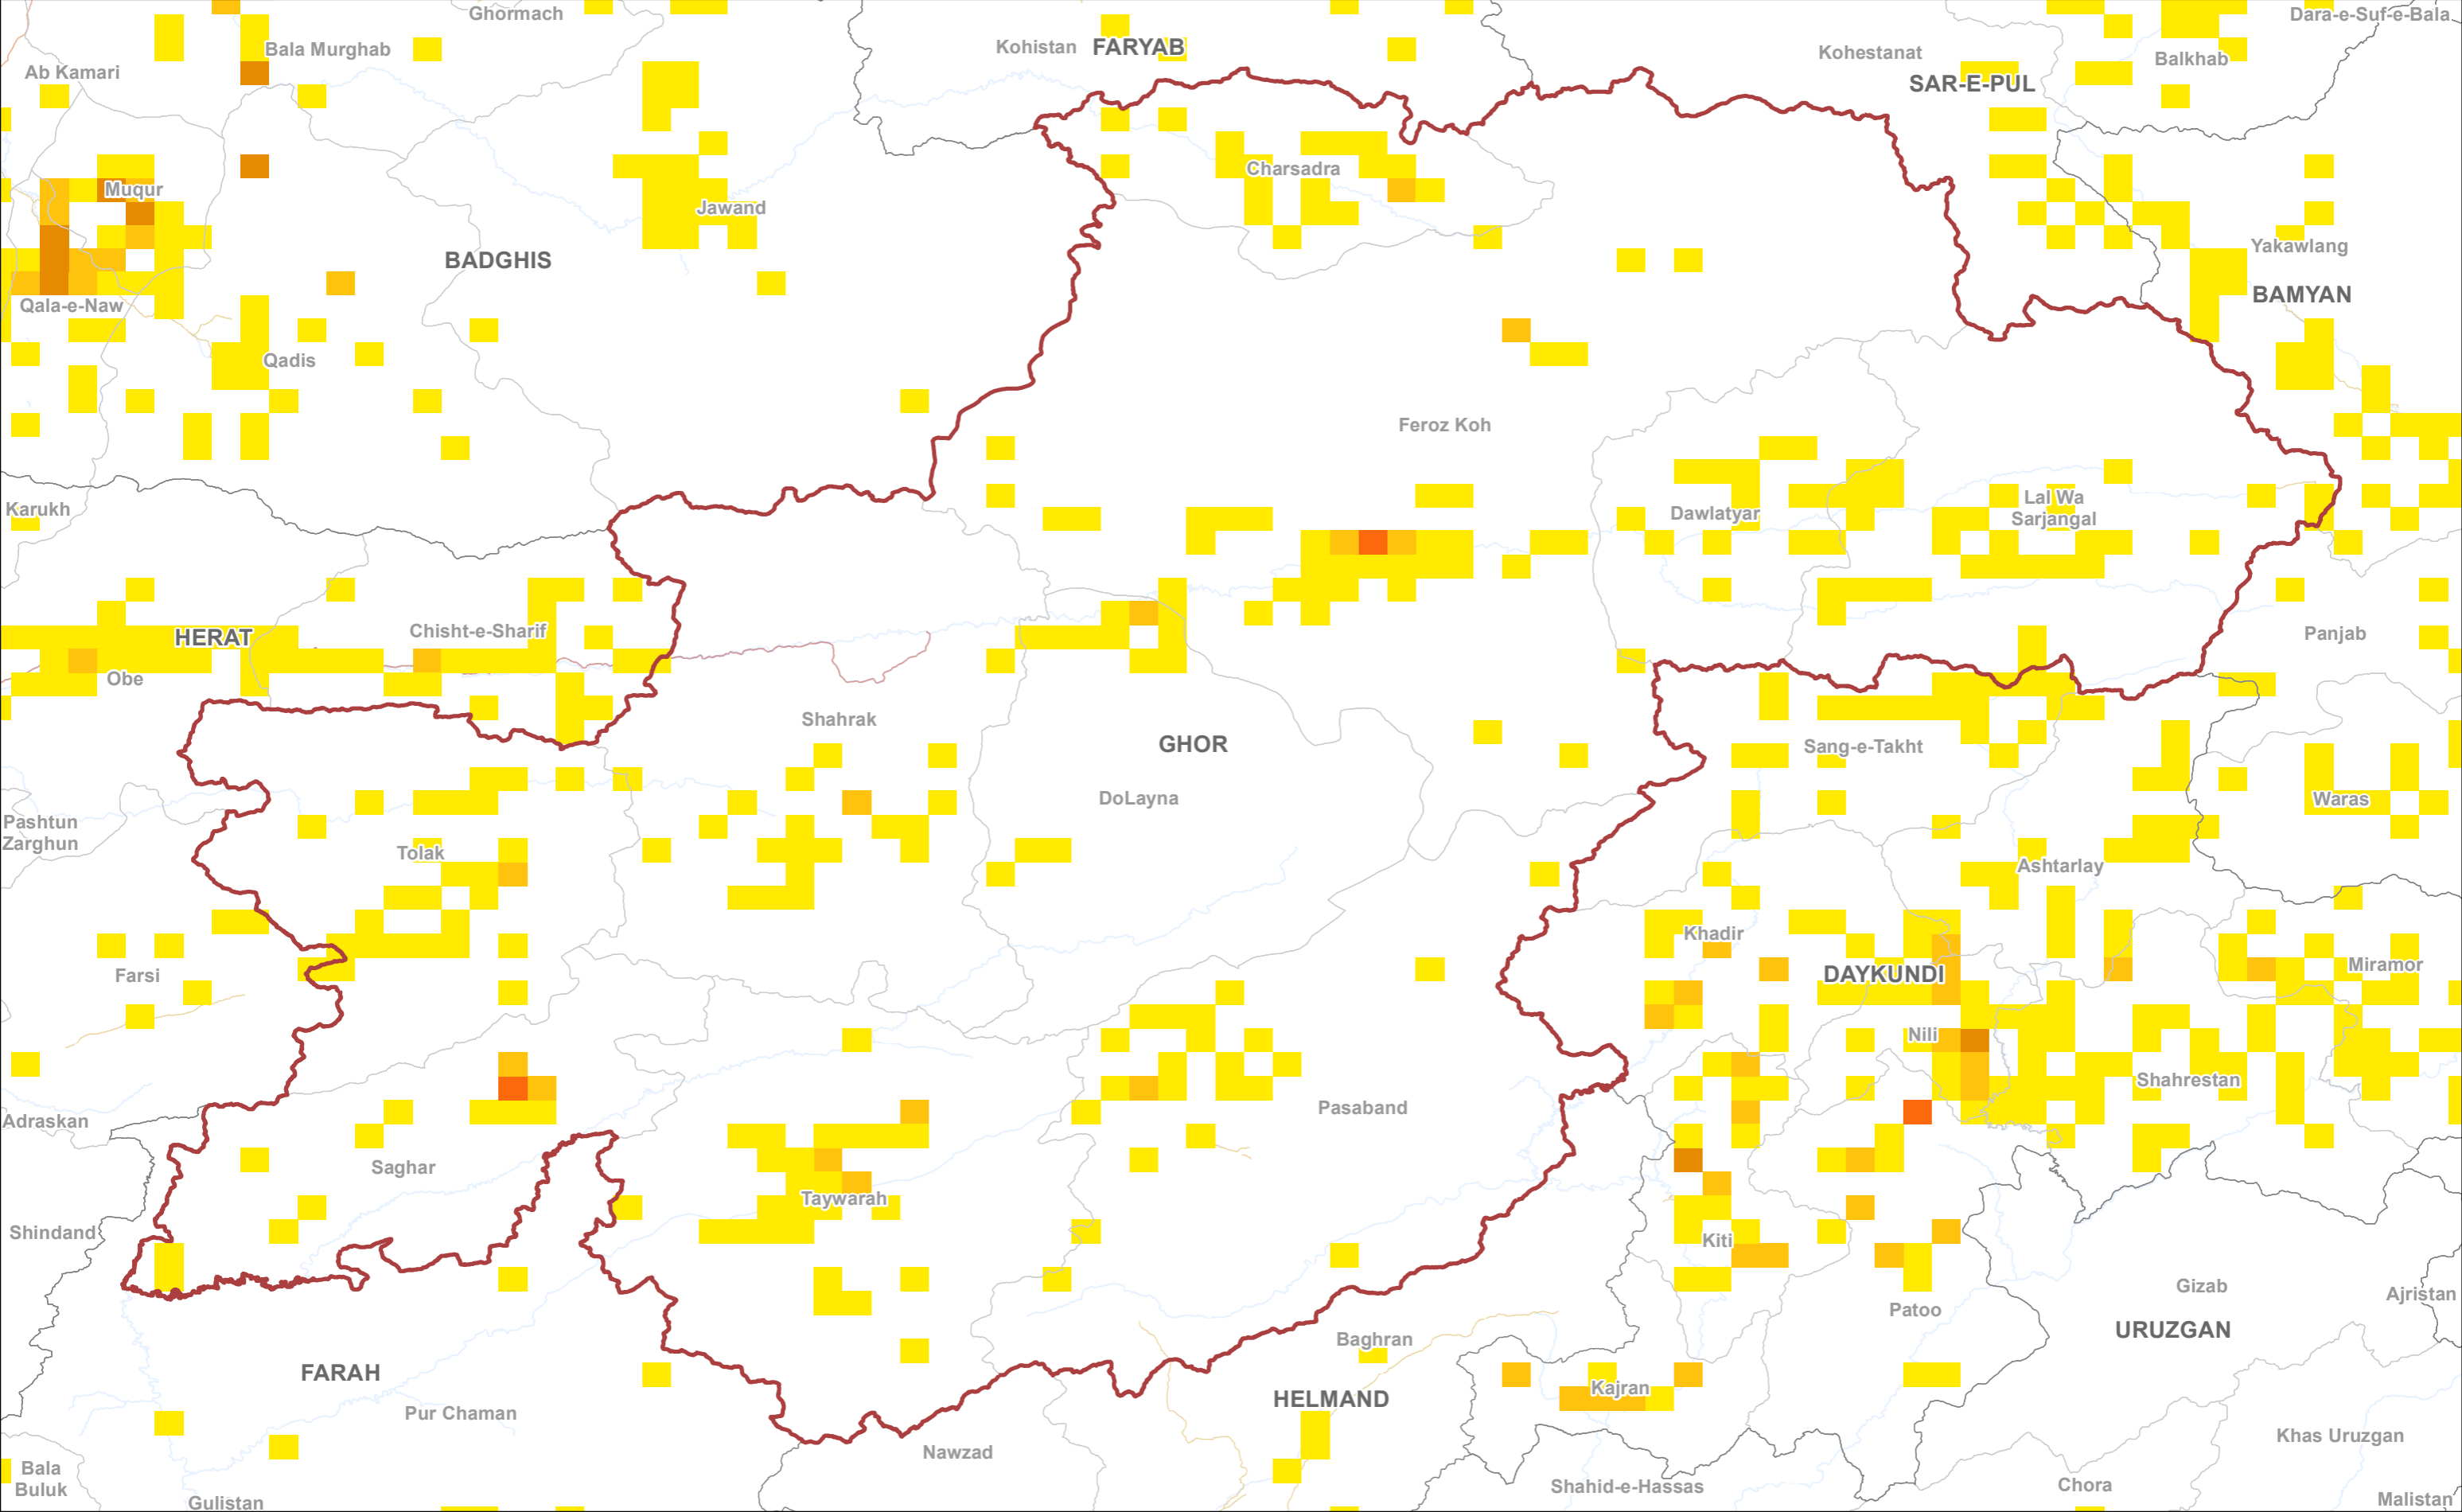 Ghormach
Dara-e-Suf-e-Bala
Bala Murghab
Kohistan
FARYAB
Kohestanat
Balkhab
Ab Kamari
SAR-E-PUL
Charsadra
Muqur
Jawand
Yakawlang
BADGHIS
BAMYAN
Qala-e-Naw
Qadis
Feroz Koh
Karukh
Dawlatyar
Lal Wa
Sarjangal
HERAT
Chisht-e-Sharif
Panjab
Obe
Shahrak
GHOR
Sang-e-Takht
DoLayna
Waras
Pashtun
Zarghun
Tolak
Ashtarlay
Khadir
Farsi
DAYKUNDI
Miramor
Nili
Shahrestan
Adraskan
Pasaband
Saghar
Taywarah
Shindand
Kiti
Gizab
Ajristan
Patoo
URUZGAN
Baghran
FARAH
Kajran
HELMAND
Pur Chaman
Khas Uruzgan
Nawzad
Bala
Buluk
Shahid-e-Hassas
Chora
Gulistan
Malistan